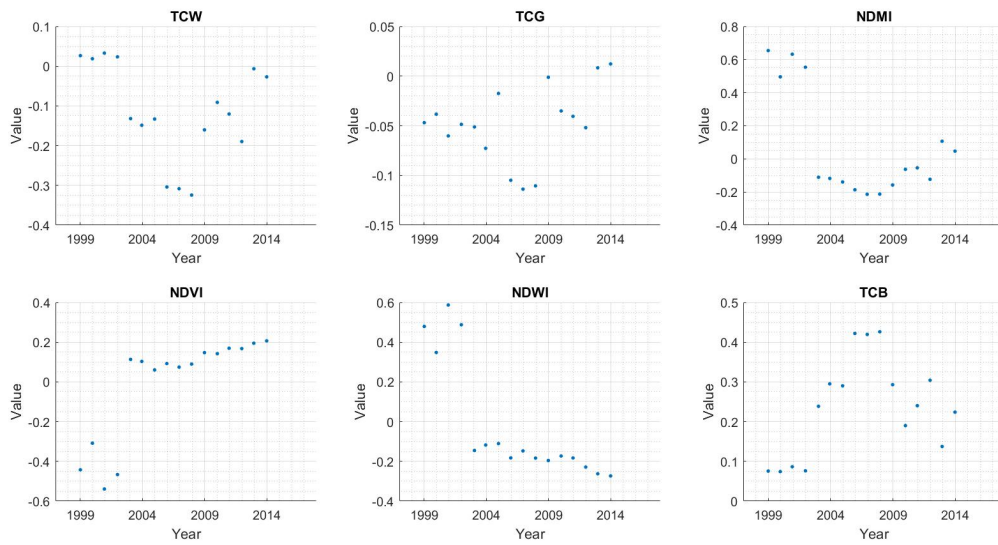 TCW
0.1
0
-0.1
-0.2
-0.3
-0.4
Value
1999 2004 2009 2014
Year
TCG
0.05
0
-0.05
-0.1
-0.15
Value
1999 2004 2009 2014
Year
NDMI
0.8
0.6
0.4
0.2
0
-0.2
-0.4
Value
1999 2004 2009 2014
Year
NDVI
0.4
0.2
0
-0.2
-0.4
-0.6
Value
1999 2004 2009 2014
Year
NDWI
0.6
0.4
0.2
0
-0.2
-0.4
Value
1999 2004 2009 2014
Year
TCB
0.5
0.4
0.3
0.2
0.1
0
Value
1999 2004 2009 2014
Year